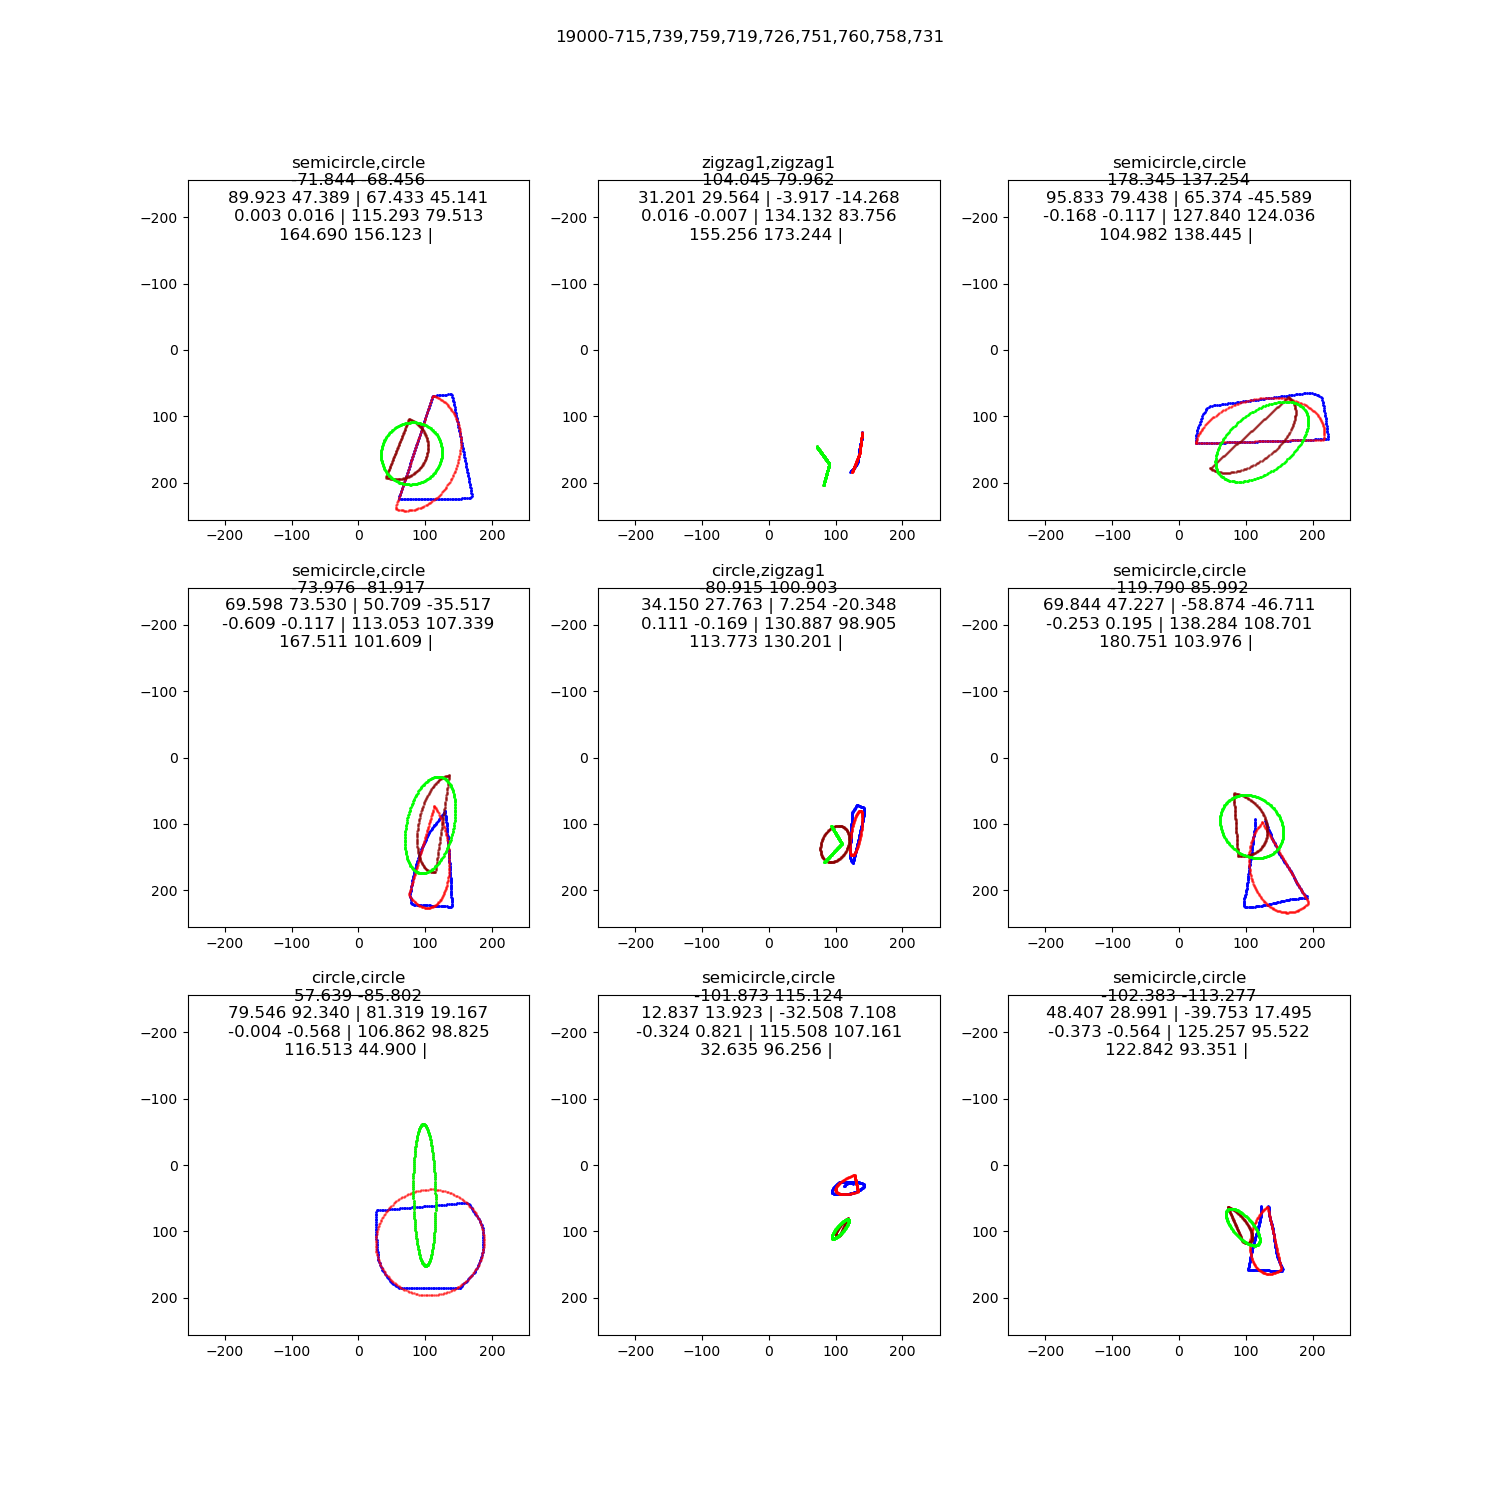 19000-715,739,759,719,726,751,760,758,731
semicircle,circle
-71.844 -68.456
89.923 47.389 | 67.433 45.141
0.003 0.016 | 115.293 79.513
164.690 156.123 |
−200
−100
0
100
200
−200 −100 0 100 200
zigzag1,zigzag1
104.045 79.962
31.201 29.564 | -3.917 -14.268
0.016 -0.007 | 134.132 83.756
155.256 173.244 |
−200
−100
0
100
200
−200 −100 0 100 200
semicircle,circle
178.345 137.254
95.833 79.438 | 65.374 -45.589
-0.168 -0.117 | 127.840 124.036
104.982 138.445 |
−200
−100
0
100
200
−200 −100 0 100 200
semicircle,circle
-73.976 -81.917
69.598 73.530 | 50.709 -35.517
-0.609 -0.117 | 113.053 107.339
167.511 101.609 |
−200
−100
0
100
200
−200 −100 0 100 200
circle,zigzag1
80.915 100.903
34.150 27.763 | 7.254 -20.348
0.111 -0.169 | 130.887 98.905
113.773 130.201 |
−200
−100
0
100
200
−200 −100 0 100 200
semicircle,circle
-119.790 85.992
69.844 47.227 | -58.874 -46.711
-0.253 0.195 | 138.284 108.701
180.751 103.976 |
−200
−100
0
100
200
−200 −100 0 100 200
circle,circle
57.639 -85.802
79.546 92.340 | 81.319 19.167
-0.004 -0.568 | 106.862 98.825
116.513 44.900 |
−200
−100
0
100
200
−200 −100 0 100 200
semicircle,circle
-101.873 115.124
12.837 13.923 | -32.508 7.108
-0.324 0.821 | 115.508 107.161
32.635 96.256 |
−200
−100
0
100
200
−200 −100 0 100 200
semicircle,circle
-102.383 -113.277
48.407 28.991 | -39.753 17.495
-0.373 -0.564 | 125.257 95.522
122.842 93.351 |
−200
−100
0
100
200
−200 −100 0 100 200